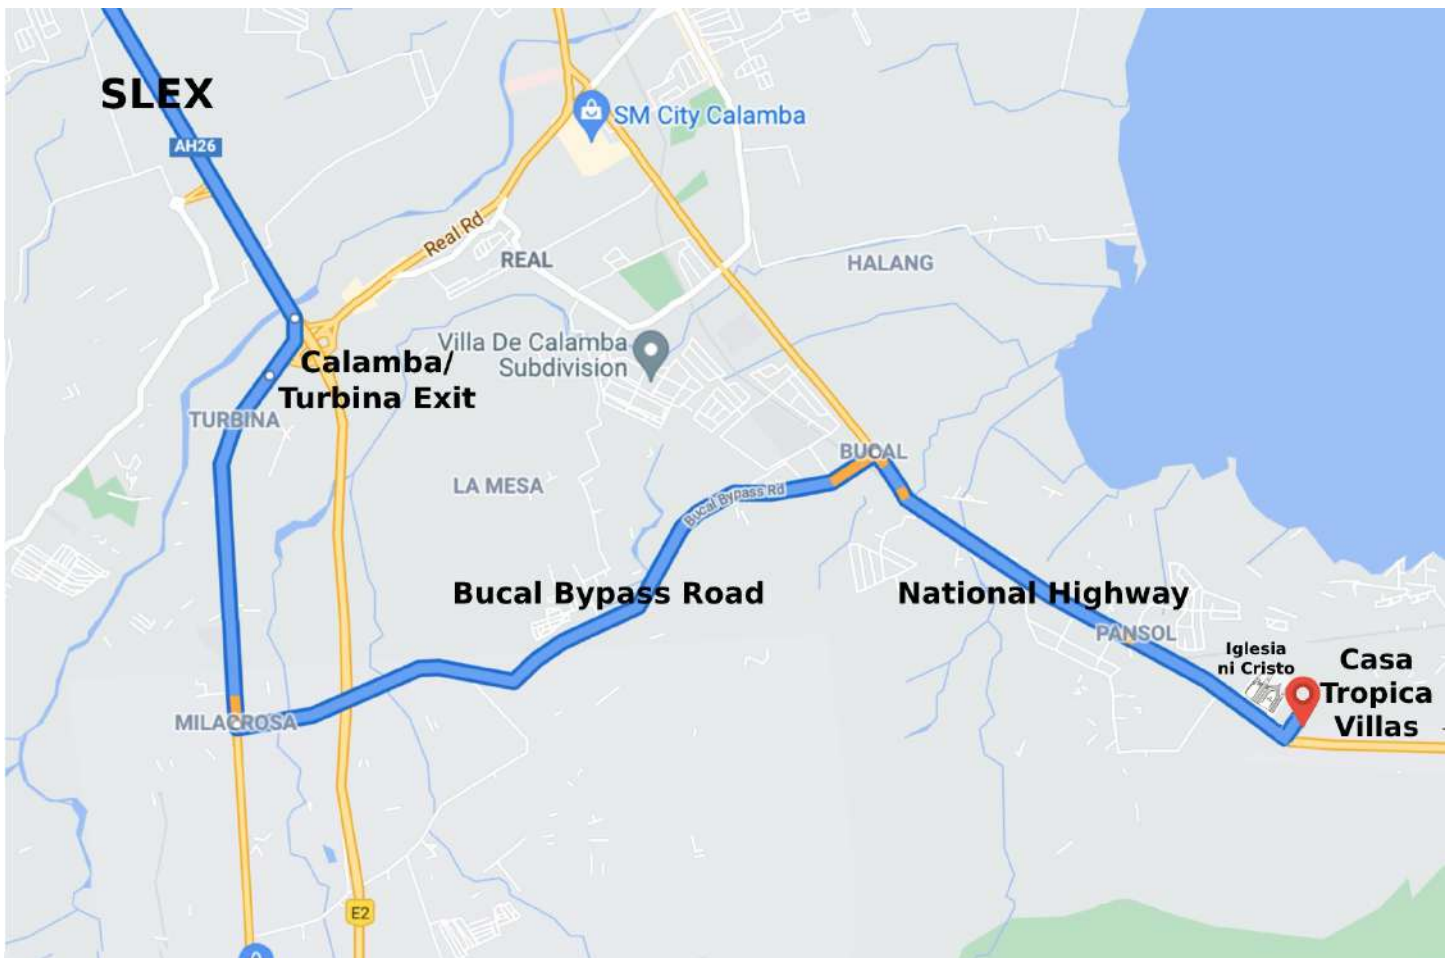 SLEX
AH26
SM City Calamba
Real Rd
REAL
HALANG
Villa De Calamba
Subdivision
Calamba/
Turbina Exit
TURBINA
BUCAL
LA MESA
Bucal Bypass Rd
Bucal Bypass Road
National Highway
PANSOL
Iglesia
ni Cristo
Casa
Tropica
Villas
MILAGROSA
E2